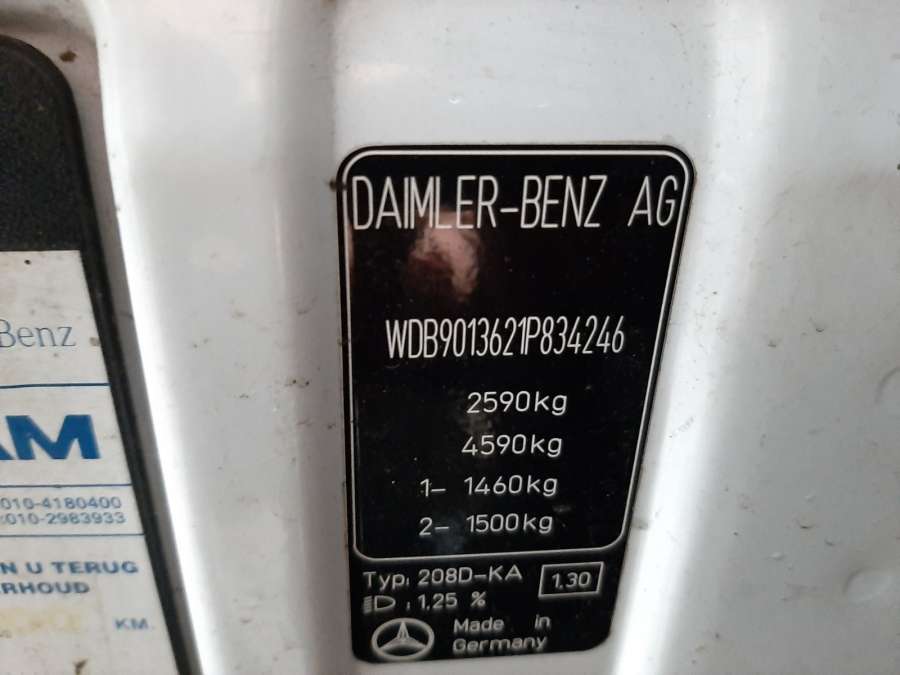 DAIMLER-BENZ AG
WDB9013621P834246
2590kg
4590kg
1- 1460kg
2- 1500kg
Typ: 208D-KA 1.30
: 1.25 %
Made in
Germany
Benz
AM
010-4180400
:010-2983933
N U TERUG
RHOUD
KM.